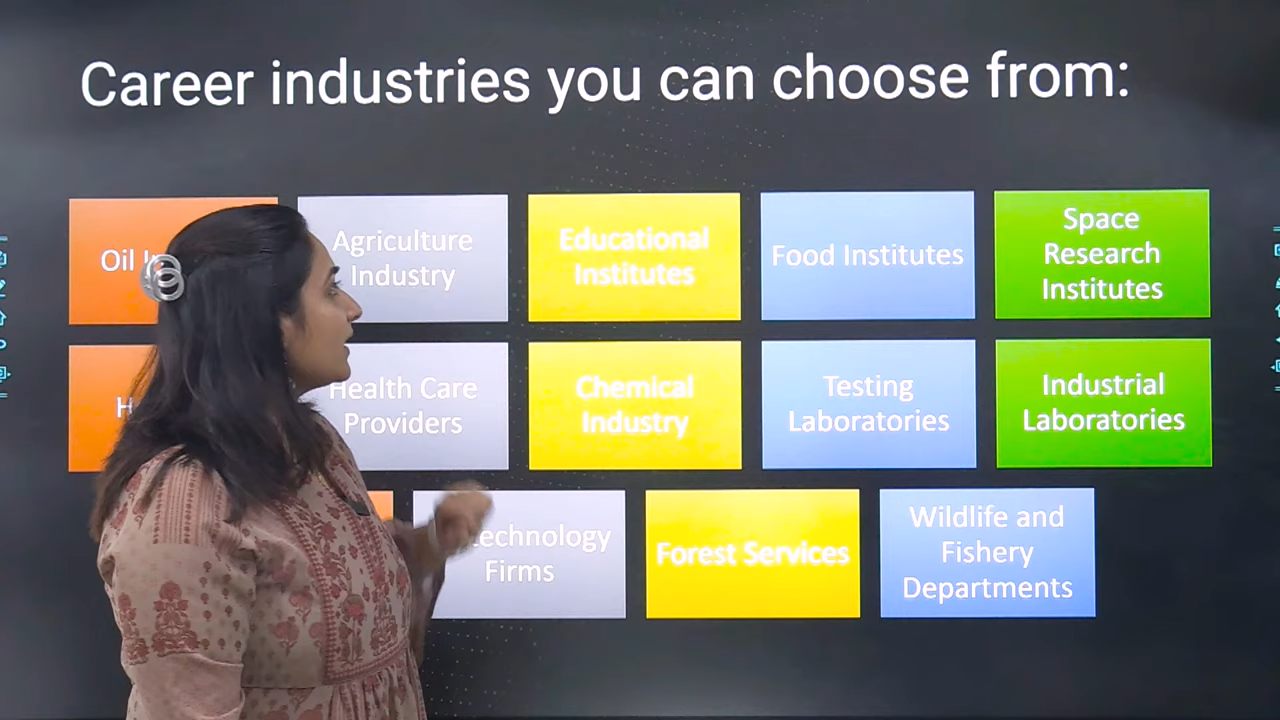 Career industries you can choose from:
Oil
Agriculture
Industry
Educational
Institutes
Food Institutes
Space
Research
Institutes
Health Care
Providers
Chemical
Industry
Testing
Laboratories
Industrial
Laboratories
Firms
Forest Services
Wildlife and
Fishery
Departments